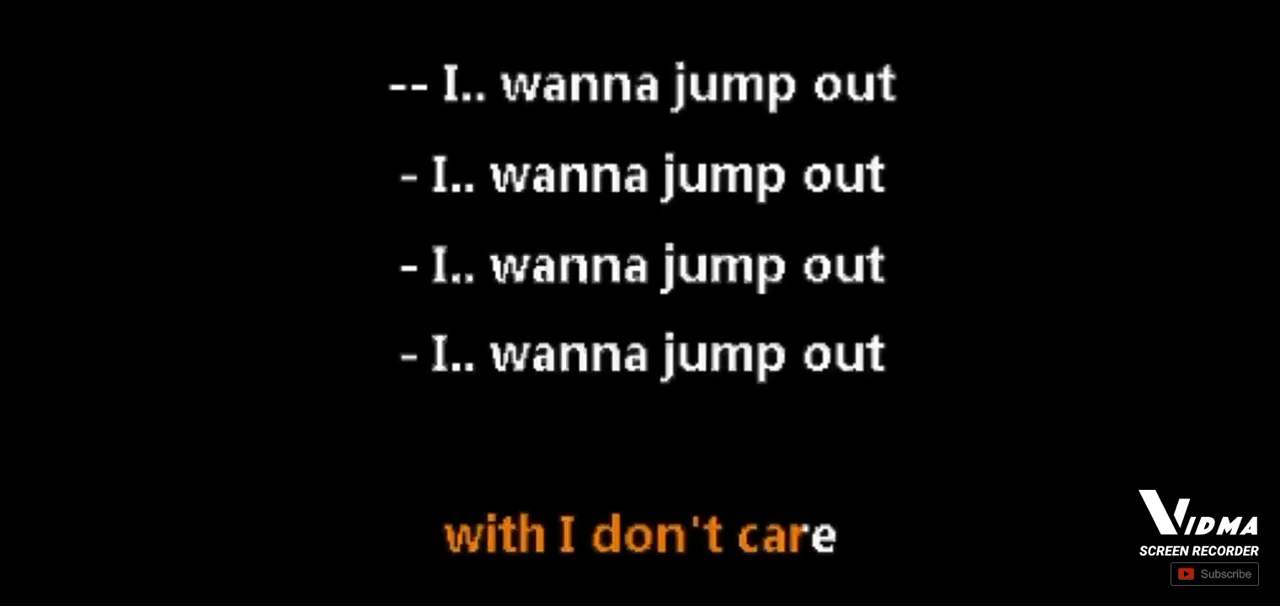 -- I.. wanna jump out
- I.. wanna jump out
- I.. wanna jump out
- I.. wanna jump out
with I don't care
VIDMA
SCREEN RECORDER
Subscribe